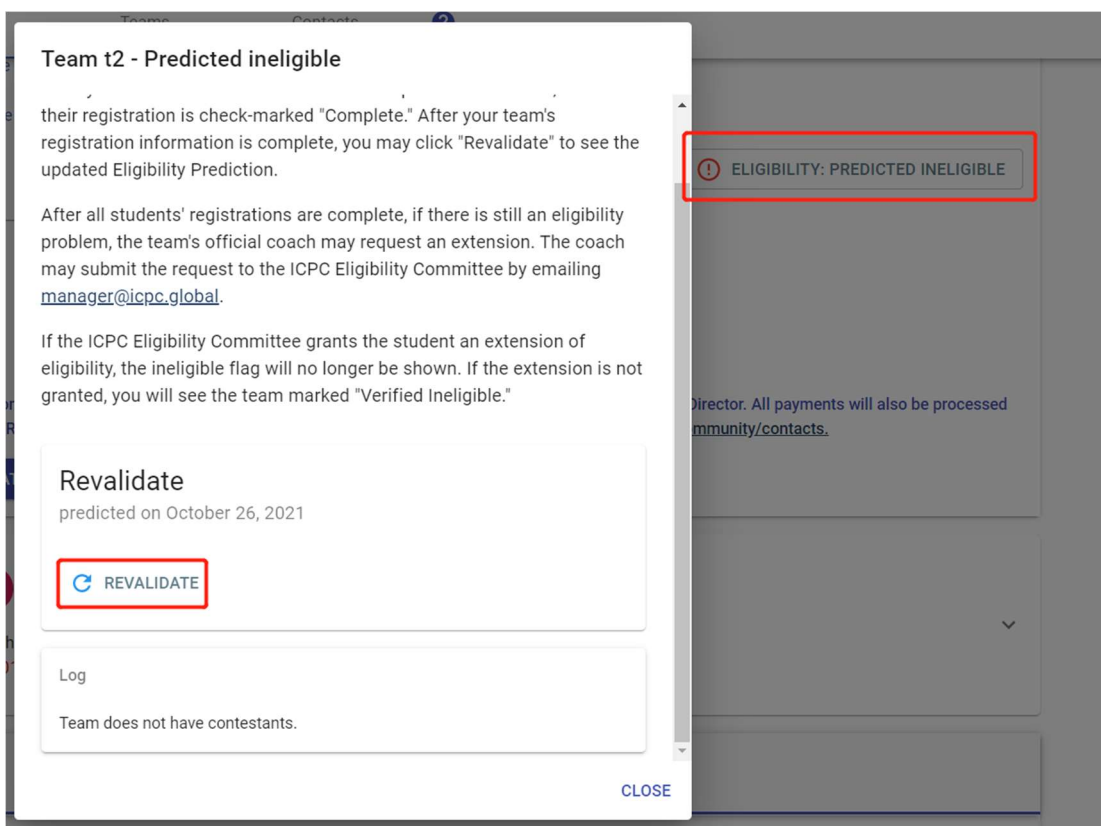 Teams Contacts ?
Team t2 - Predicted ineligible
their registration is check-marked "Complete." After your team's
registration information is complete, you may click "Revalidate" to see the
updated Eligibility Prediction.
ELIGIBILITY: PREDICTED INELIGIBLE
After all students' registrations are complete, if there is still an eligibility
problem, the team's official coach may request an extension. The coach
may submit the request to the ICPC Eligibility Committee by emailing
manager@icpc.global.
If the ICPC Eligibility Committee grants the student an extension of
eligibility, the ineligible flag will no longer be shown. If the extension is not
granted, you will see the team marked "Verified Ineligible."
Director. All payments will also be processed
mmunity/contacts.
Revalidate
predicted on October 26, 2021
REVALIDATE
Log
Team does not have contestants.
CLOSE